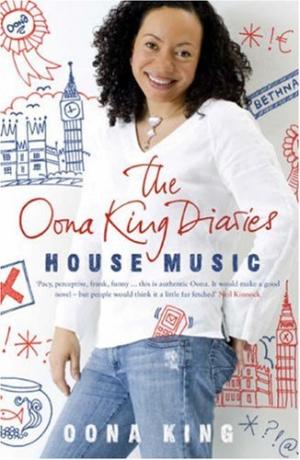 Oona
*!€
BETHNA
the
Oona King Diaries
HOUSE MUSIC
'Pacy, perceptive, frank, funny ... this is authentic Oona. It would make a good
novel – but people would think it a little far fetched' Neil Kinnock
OONA KING